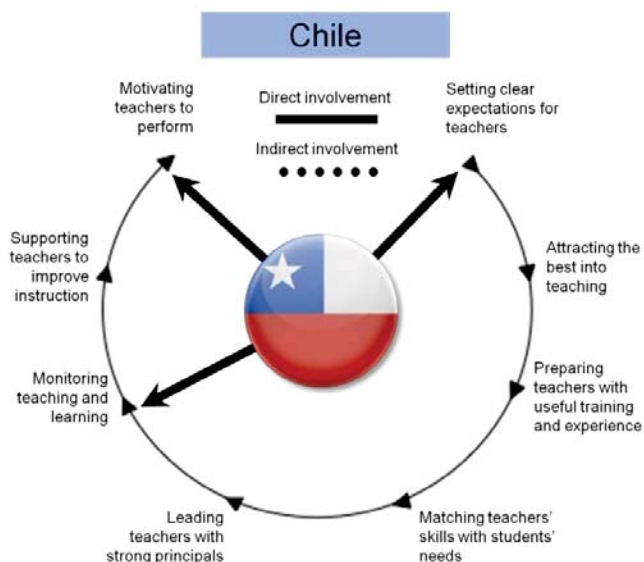 Chile
Motivating
teachers to
perform
Direct involvement
Indirect involvement
Setting clear
expectations for
teachers
Supporting
teachers to
improve
instruction
Attracting the
best into
teaching
Monitoring
teaching and
learning
Preparing
teachers with
useful training
and experience
Leading
teachers with
strong principals
Matching teachers'
skills with students'
needs